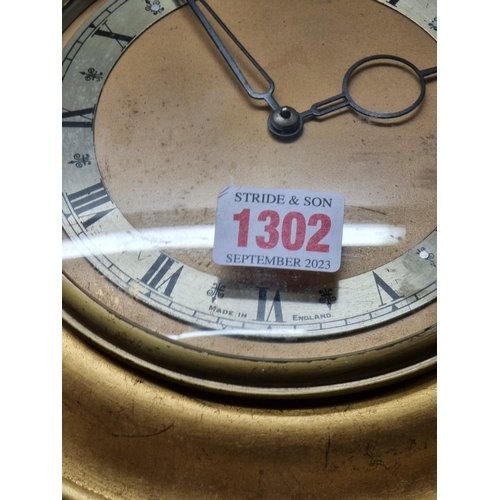 STRIDE & SON
1302
SEPTEMBER 2023
MADE IN ENGLAND